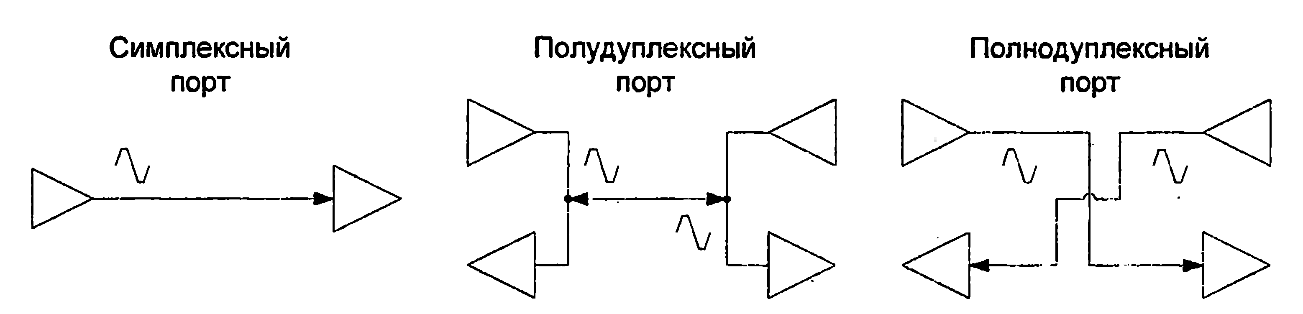 Симплексный
порт
Полудуплексный
порт
Полнодуплексный
порт